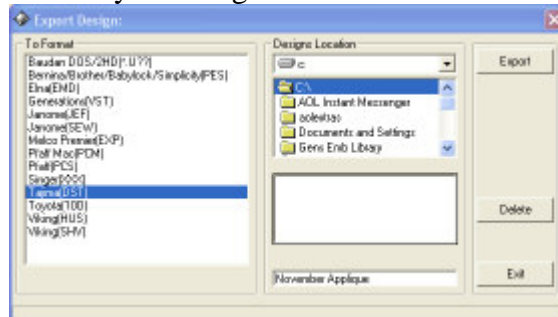 Export Design:
To Format
Designs Location
Baudan DOS/2HD(*.U??)
Bernina/Brother/Babylock/Simplicity(PES)
Elna(EMD)
Generations(VST)
Janome(JEF)
Janome(SEW)
Melco Premier(EXP)
Pfaff Mac(PCM)
Pfaff(PCS)
Singer(XXX)
Tajima(DST)
Toyota(100)
Viking(HUS)
Viking(SHV)
c
C:\
AOL Instant Messenger
aolextras
Documents and Settings
Gens Emb Library
November Applique
Export
Delete
Exit